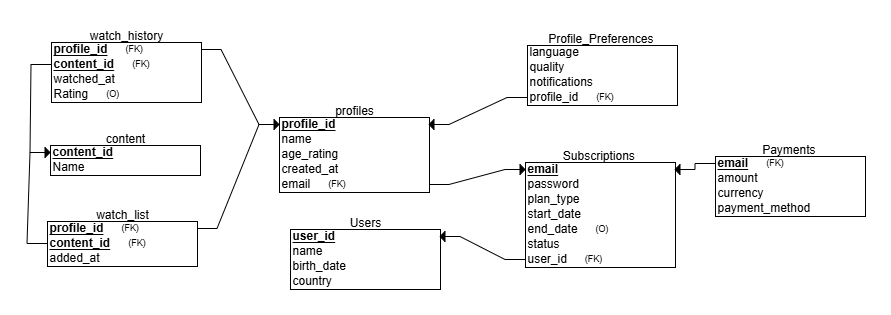 watch_history
profile_id (FK)
content_id (FK)
watched_at
Rating (O)
content
content_id
Name
watch_list
profile_id (FK)
content_id (FK)
added_at
profiles
profile_id
name
age_rating
created_at
email (FK)
Users
user_id
name
birth_date
country
Profile_Preferences
language
quality
notifications
profile_id (FK)
Subscriptions
email
password
plan_type
start_date
end_date (O)
status
user_id (FK)
Payments
email (FK)
amount
currency
payment_method